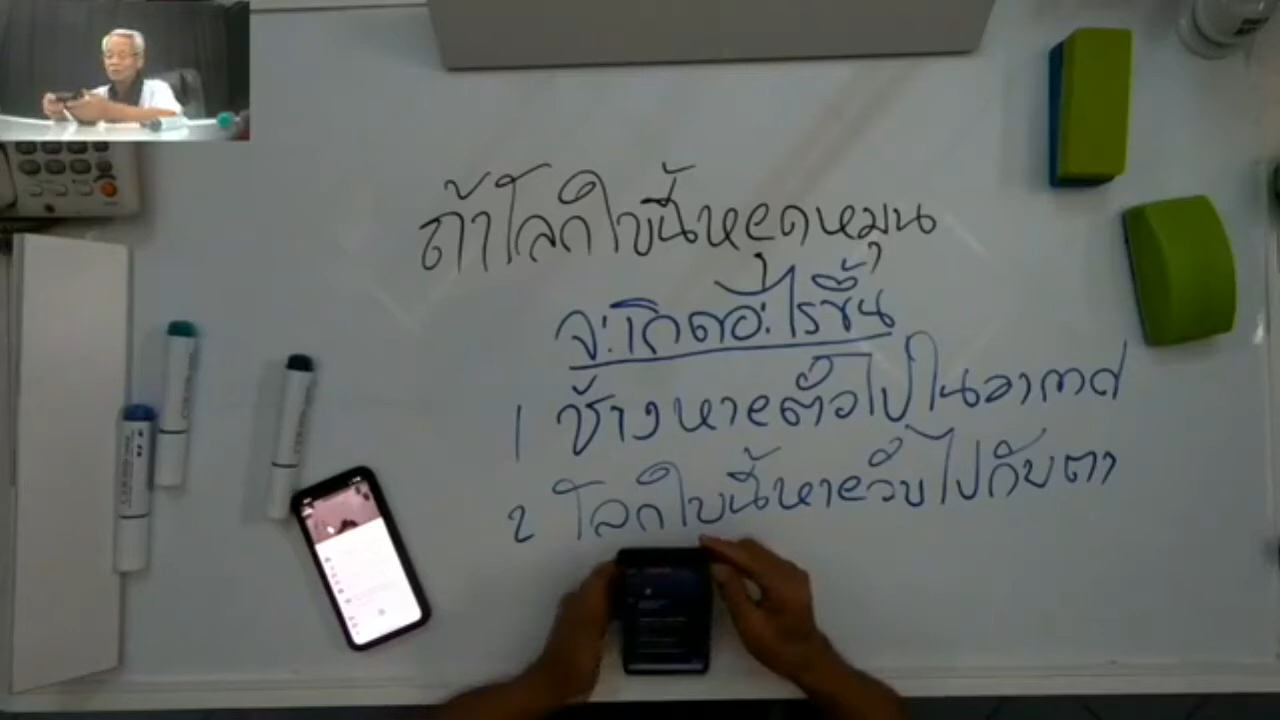 ถ้าโลกใบนี้หยุดหมุน
จะเกิดอะไรขึ้น
1 ช้างหายตัวไปในอากาศ
2 โลกใบนี้หายวับไปกับตา